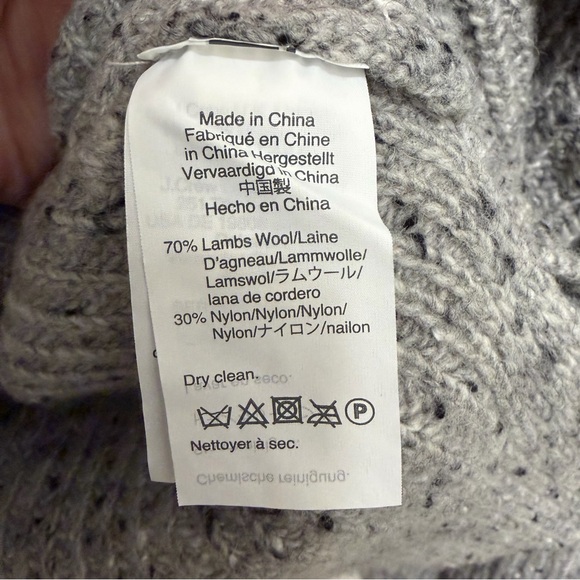 Made in China
Fabriqué en Chine
in China Hergestellt
Vervaardigd in China
中国製
Hecho en China
70% Lambs Wool/Laine
D'agneau/Lammwolle/
Lamswol/ラムウール/
lana de cordero
30% Nylon/Nylon/Nylon/
Nylon/ナイロン/nailon
Dry clean.
P
Nettoyer à sec.
Chemische reinigung.